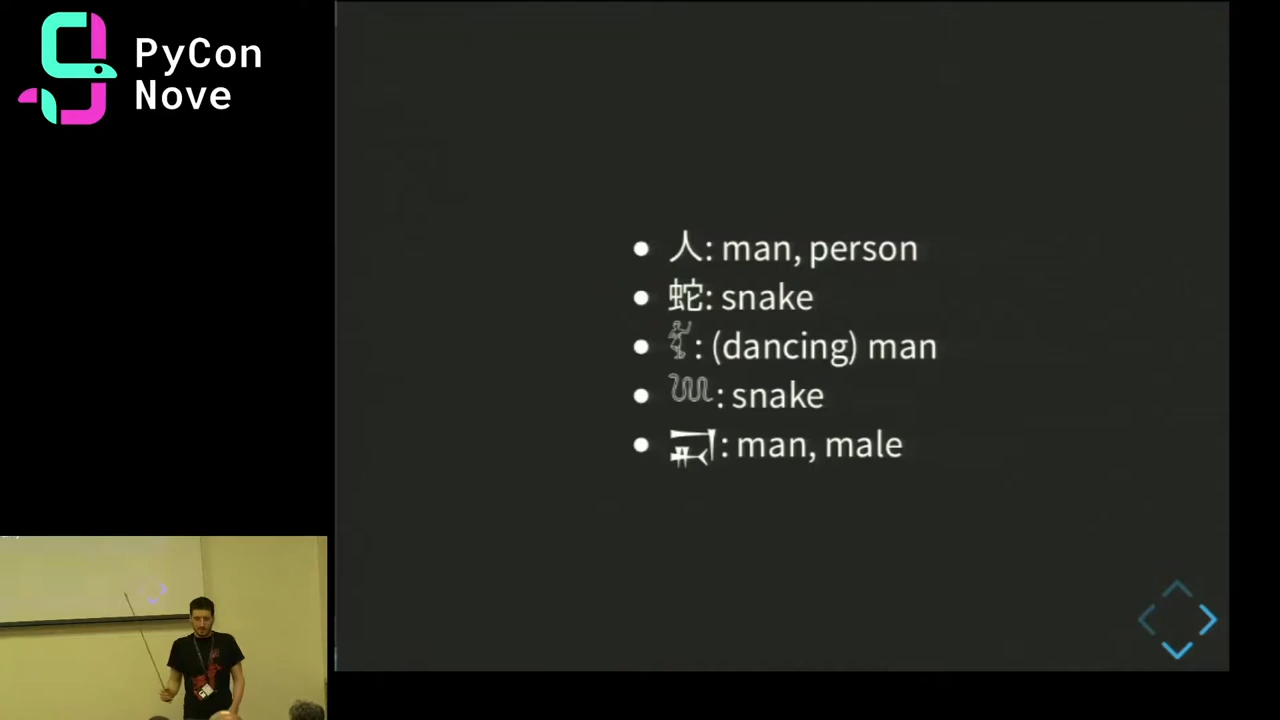 PyCon
Nove
• 人: man, person
• 蛇: snake
• : (dancing) man
• 𓆙: snake
• : man, male